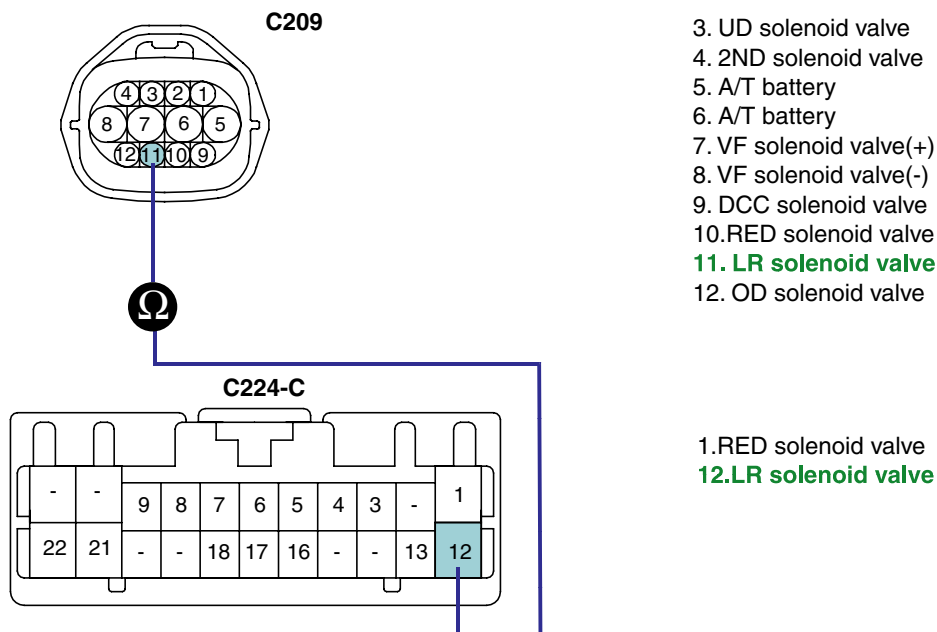 C209
4 3 2 1
8 7 6 5
12 11 10 9
3. UD solenoid valve
4. 2ND solenoid valve
5. A/T battery
6. A/T battery
7. VF solenoid valve(+)
8. VF solenoid valve(-)
9. DCC solenoid valve
10.RED solenoid valve
11. LR solenoid valve
12. OD solenoid valve
Ω
C224-C
- - 9 8 7 6 5 4 3 - 1
22 21 - - 18 17 16 - - 13 12
1.RED solenoid valve
12.LR solenoid valve